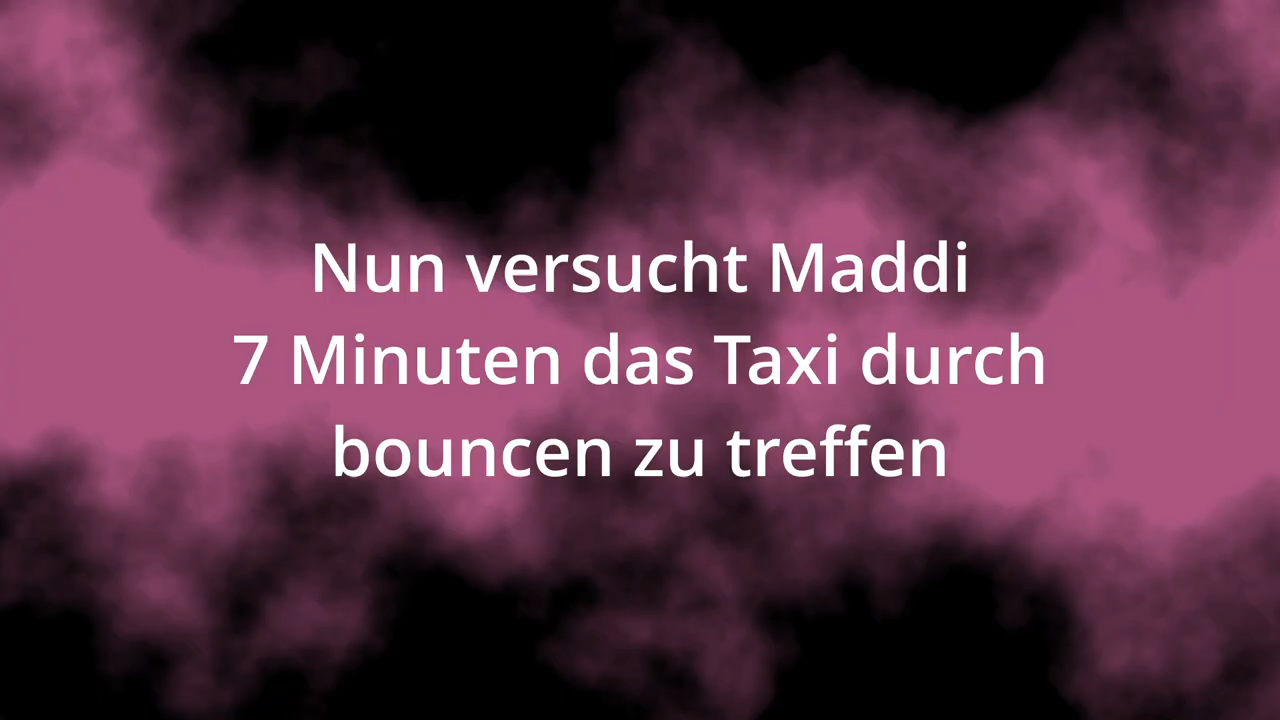 Nun versucht Maddi
7 Minuten das Taxi durch
bouncen zu treffen